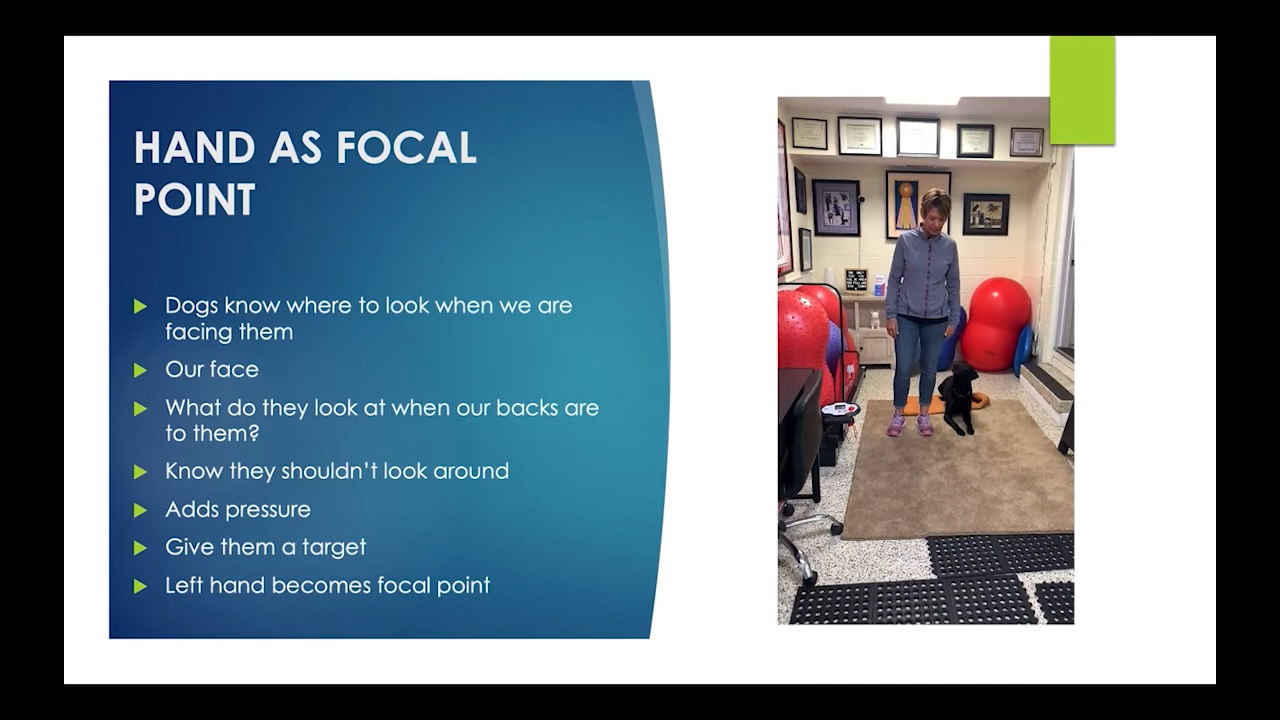 HAND AS FOCAL
POINT
Dogs know where to look when we are
facing them
Our face
What do they look at when our backs are
to them?
Know they shouldn't look around
Adds pressure
Give them a target
Left hand becomes focal point